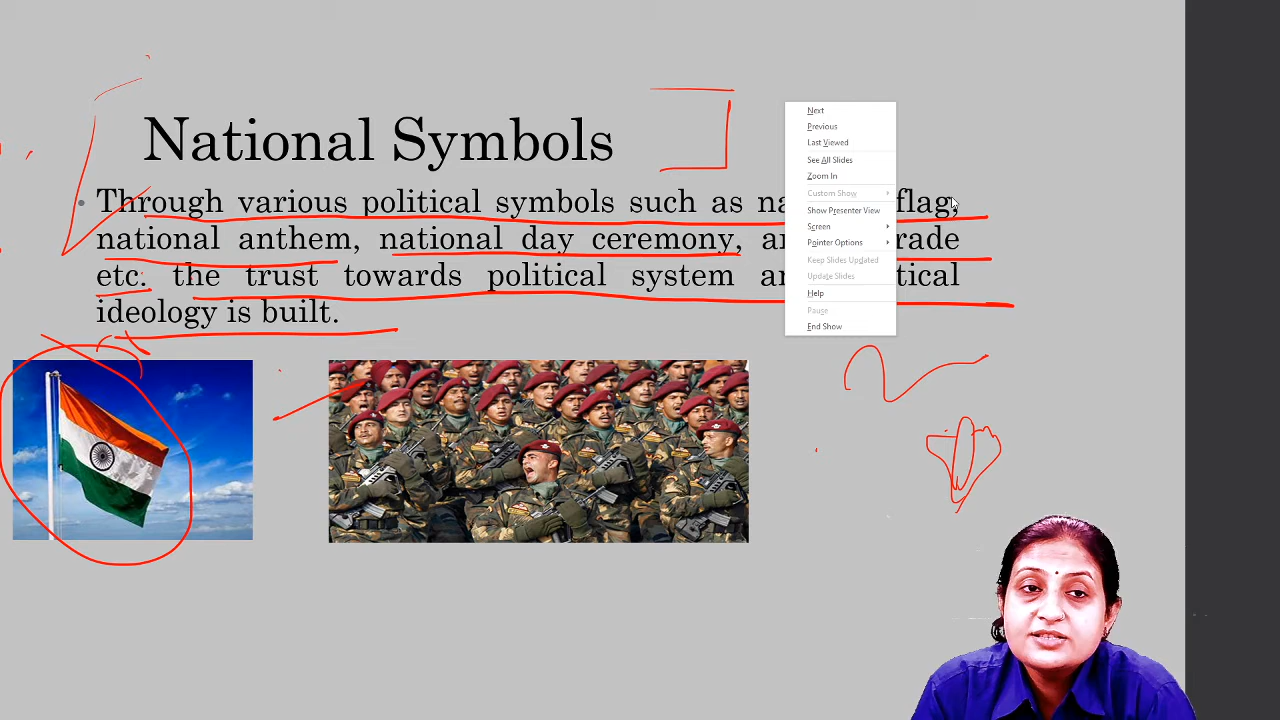 National Symbols
• Through various political symbols such as na flag,
national anthem, national day ceremony, a rade
etc. the trust towards political system a tical
ideology is built.
Next
Previous
Last Viewed
See All Slides
Zoom In
Custom Show
Show Presenter View
Screen
Pointer Options
Keep Slides Updated
Update Slides
Help
Pause
End Show